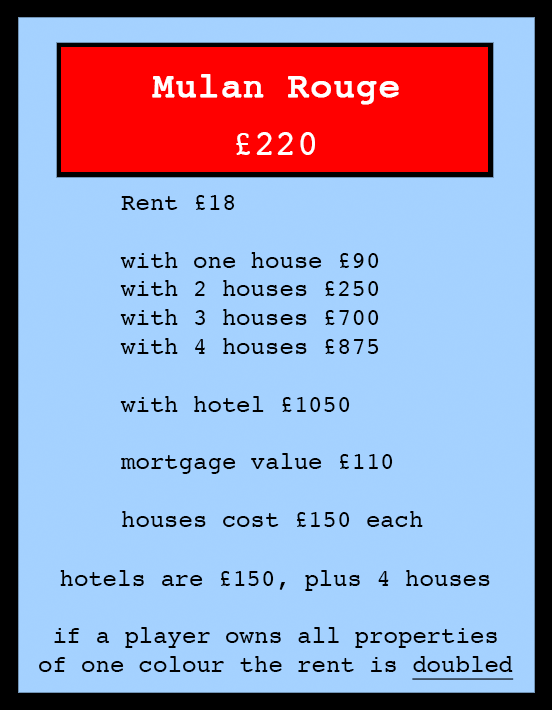 Mulan Rouge
£220
Rent £18
with one house £90
with 2 houses £250
with 3 houses £700
with 4 houses £875
with hotel £1050
mortgage value £110
houses cost £150 each
hotels are £150, plus 4 houses
if a player owns all properties
of one colour the rent is doubled